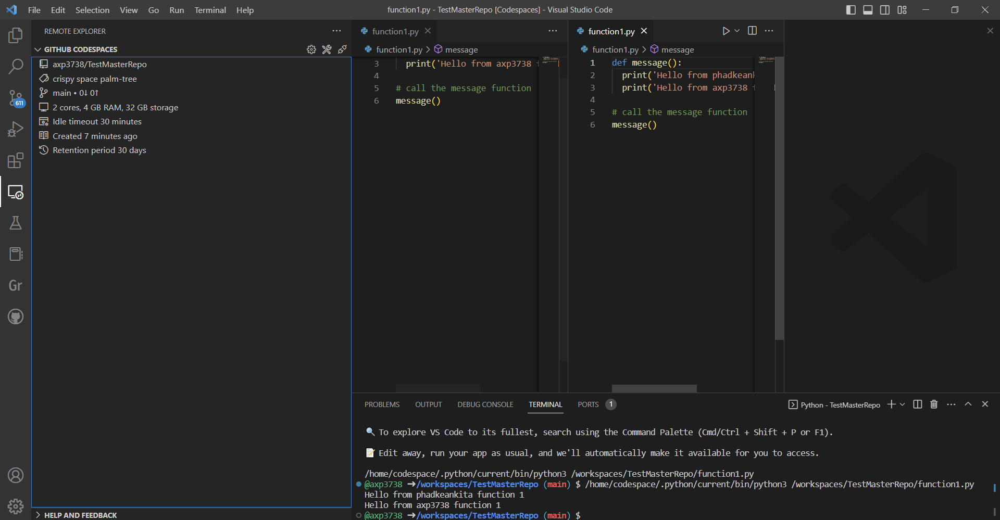 File Edit Selection View Go Run Terminal Help
function1.py - TestMasterRepo [Codespaces] - Visual Studio Code
REMOTE EXPLORER
GITHUB CODESPACES
axp3738/TestMasterRepo
crispy space palm-tree
main • 0↓ 0↑
2 cores, 4 GB RAM, 32 GB storage
Idle timeout 30 minutes
Created 7 minutes ago
Retention period 30 days
611
Gr
HELP AND FEEDBACK
function1.py
function1.py > message
3 print('Hello from axp3738
4
5 # call the message function
6 message()
function1.py
function1.py > message
1 def message():
2 print('Hello from phadkean
3 print('Hello from axp3738
4
5 # call the message function
6 message()
PROBLEMS OUTPUT DEBUG CONSOLE TERMINAL PORTS 1
Python - TestMasterRepo
To explore VS Code to its fullest, search using the Command Palette (Cmd/Ctrl + Shift + P or F1).
Edit away, run your app as usual, and we'll automatically make it available for you to access.
/home/codespace/.python/current/bin/python3 /workspaces/TestMasterRepo/function1.py
@axp3738 ➜/workspaces/TestMasterRepo (main) $ /home/codespace/.python/current/bin/python3 /workspaces/TestMasterRepo/function1.py
Hello from phadkeankita function 1
Hello from axp3738 function 1
@axp3738 ➜/workspaces/TestMasterRepo (main) $